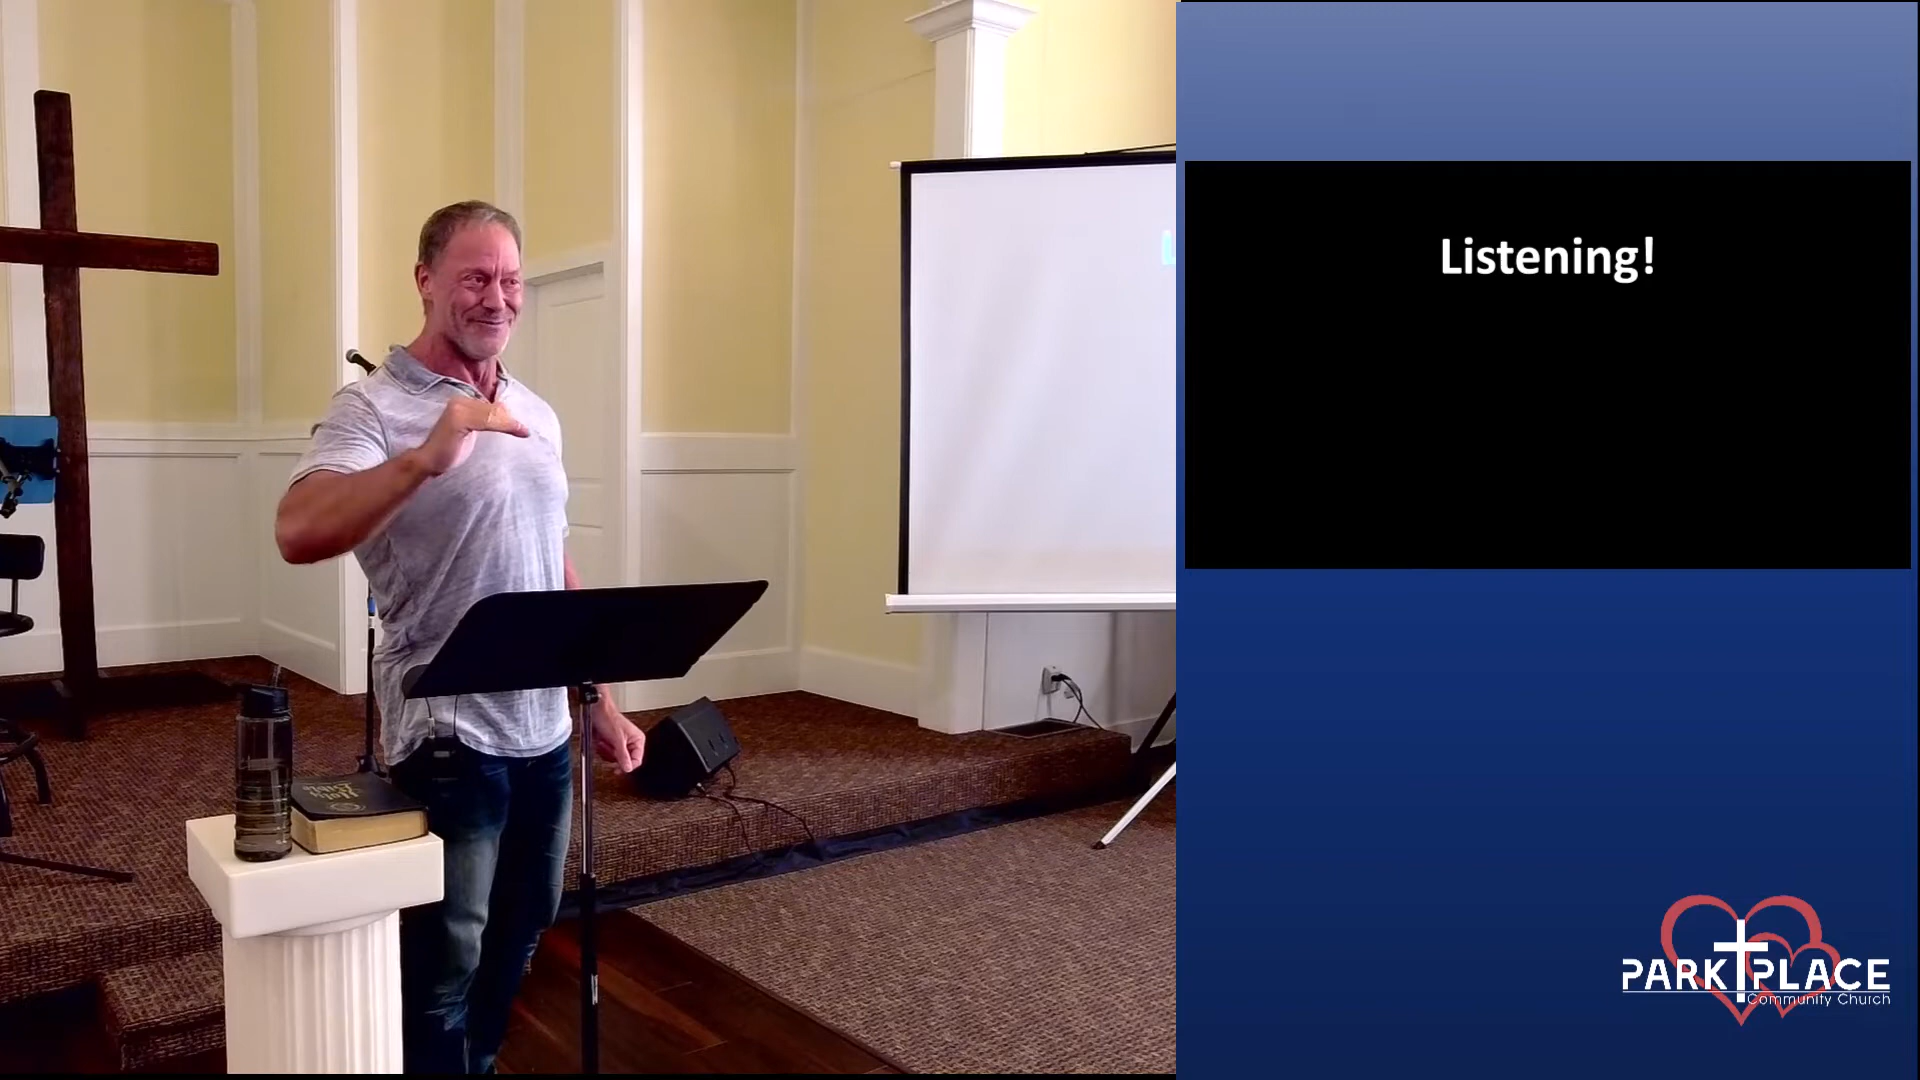 Holy
Bible
Listening!
PARK PLACE
Community Church